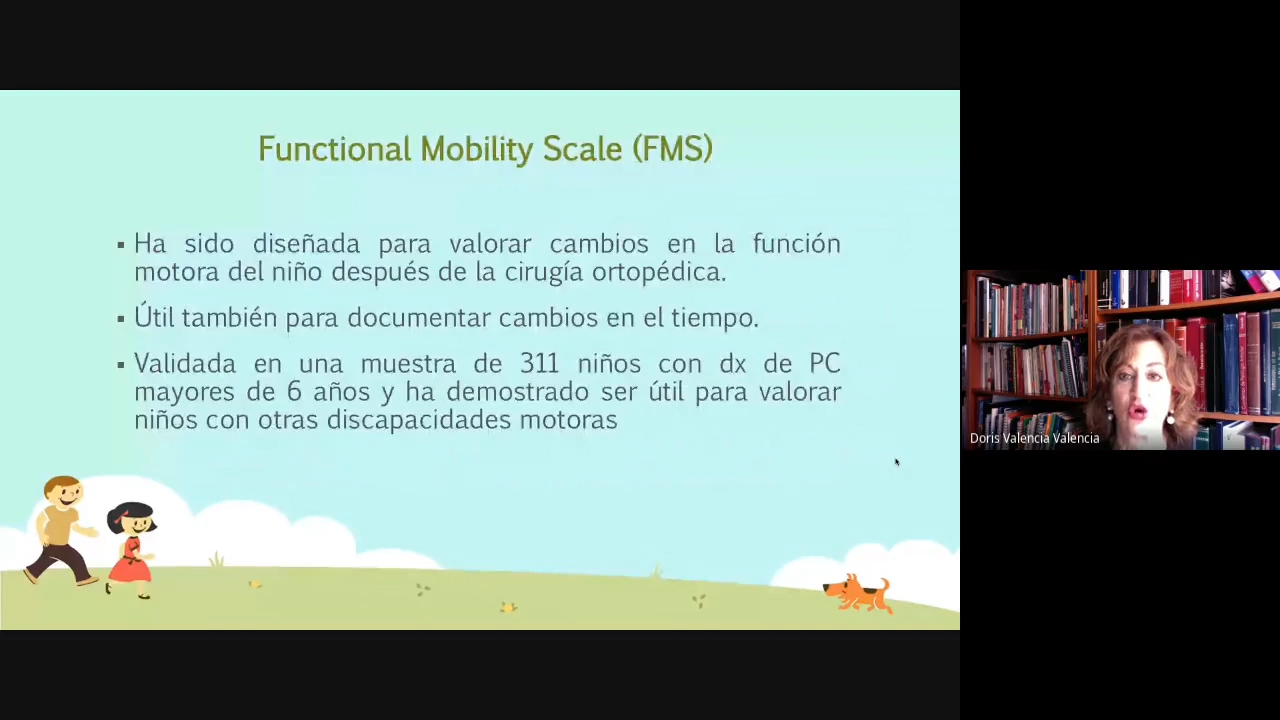 Functional Mobility Scale (FMS)
▪ Ha sido diseñada para valorar cambios en la función
motora del niño después de la cirugía ortopédica.
▪ Útil también para documentar cambios en el tiempo.
▪ Validada en una muestra de 311 niños con dx de PC
mayores de 6 años y ha demostrado ser útil para valorar
niños con otras discapacidades motoras
Doris Valencia Valencia